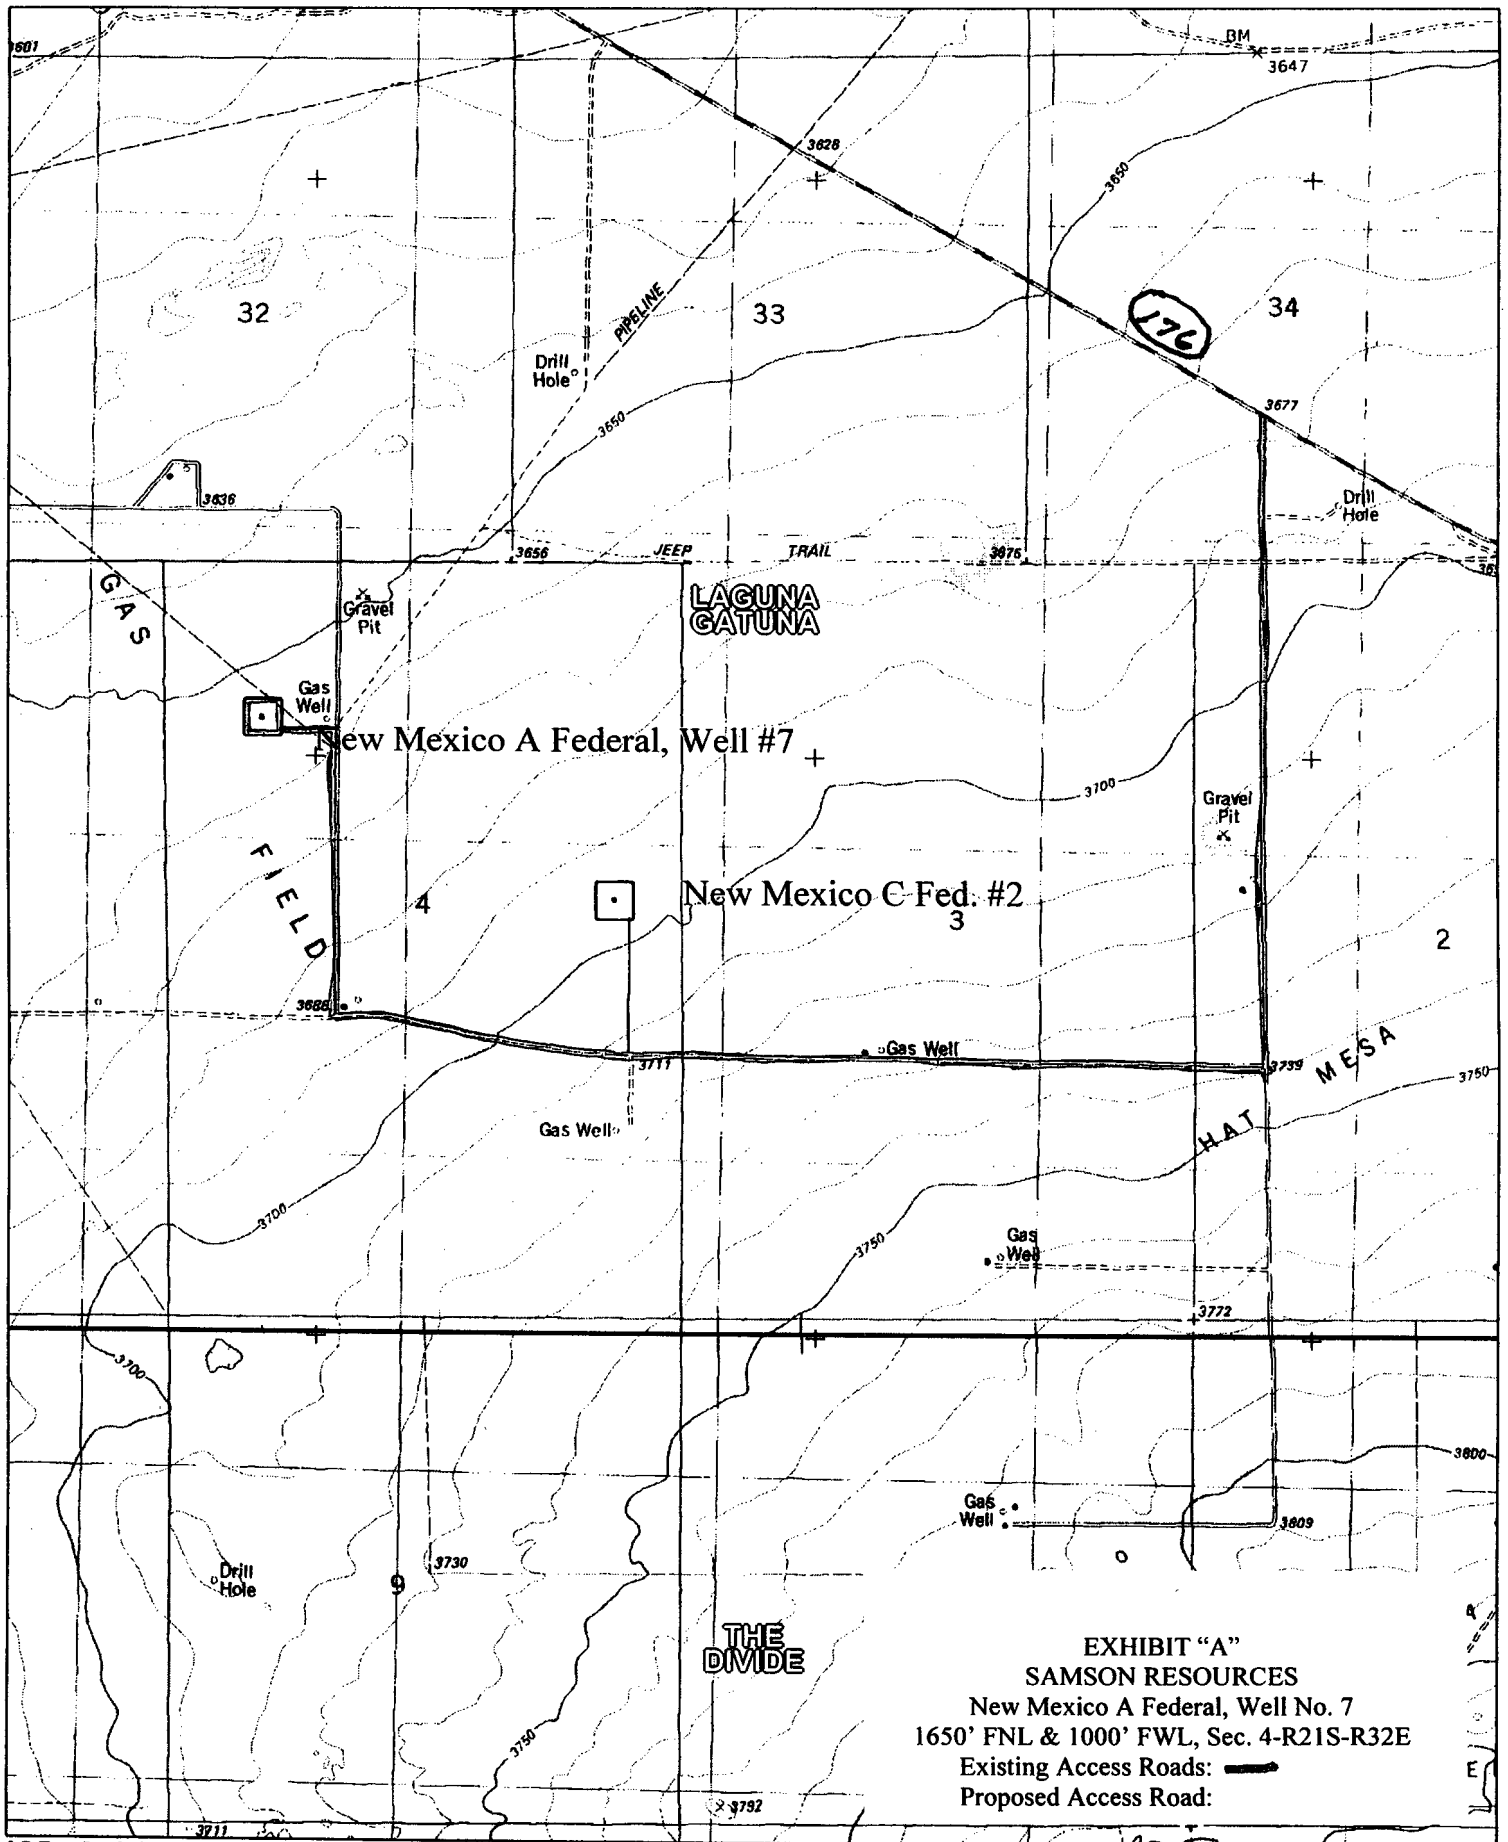 3601
BM
3647
3628
3650
32
PIPELINE
33
176
34
Drill
Hole
3650
3677
3636
Drill
Hole
3656
JEEP TRAIL
3675
GAS
Gravel
Pit
LAGUNA
GATUNA
Gas
Well
New Mexico A Federal, Well #7
3700
Gravel
Pit
FIELD
4
New Mexico C Fed. #2
3
2
3688
3711
Gas Well
3739
MESA
3750
Gas Well
HAT
3700
3750
Gas
Well
3772
3700
3800
Gas
Well
3809
Drill
Hole
9
3730
THE
DIVIDE
3750
3792
3711
EXHIBIT “A”
SAMSON RESOURCES
New Mexico A Federal, Well No. 7
1650’ FNL & 1000’ FWL, Sec. 4-R21S-R32E
Existing Access Roads:
Proposed Access Road:
E